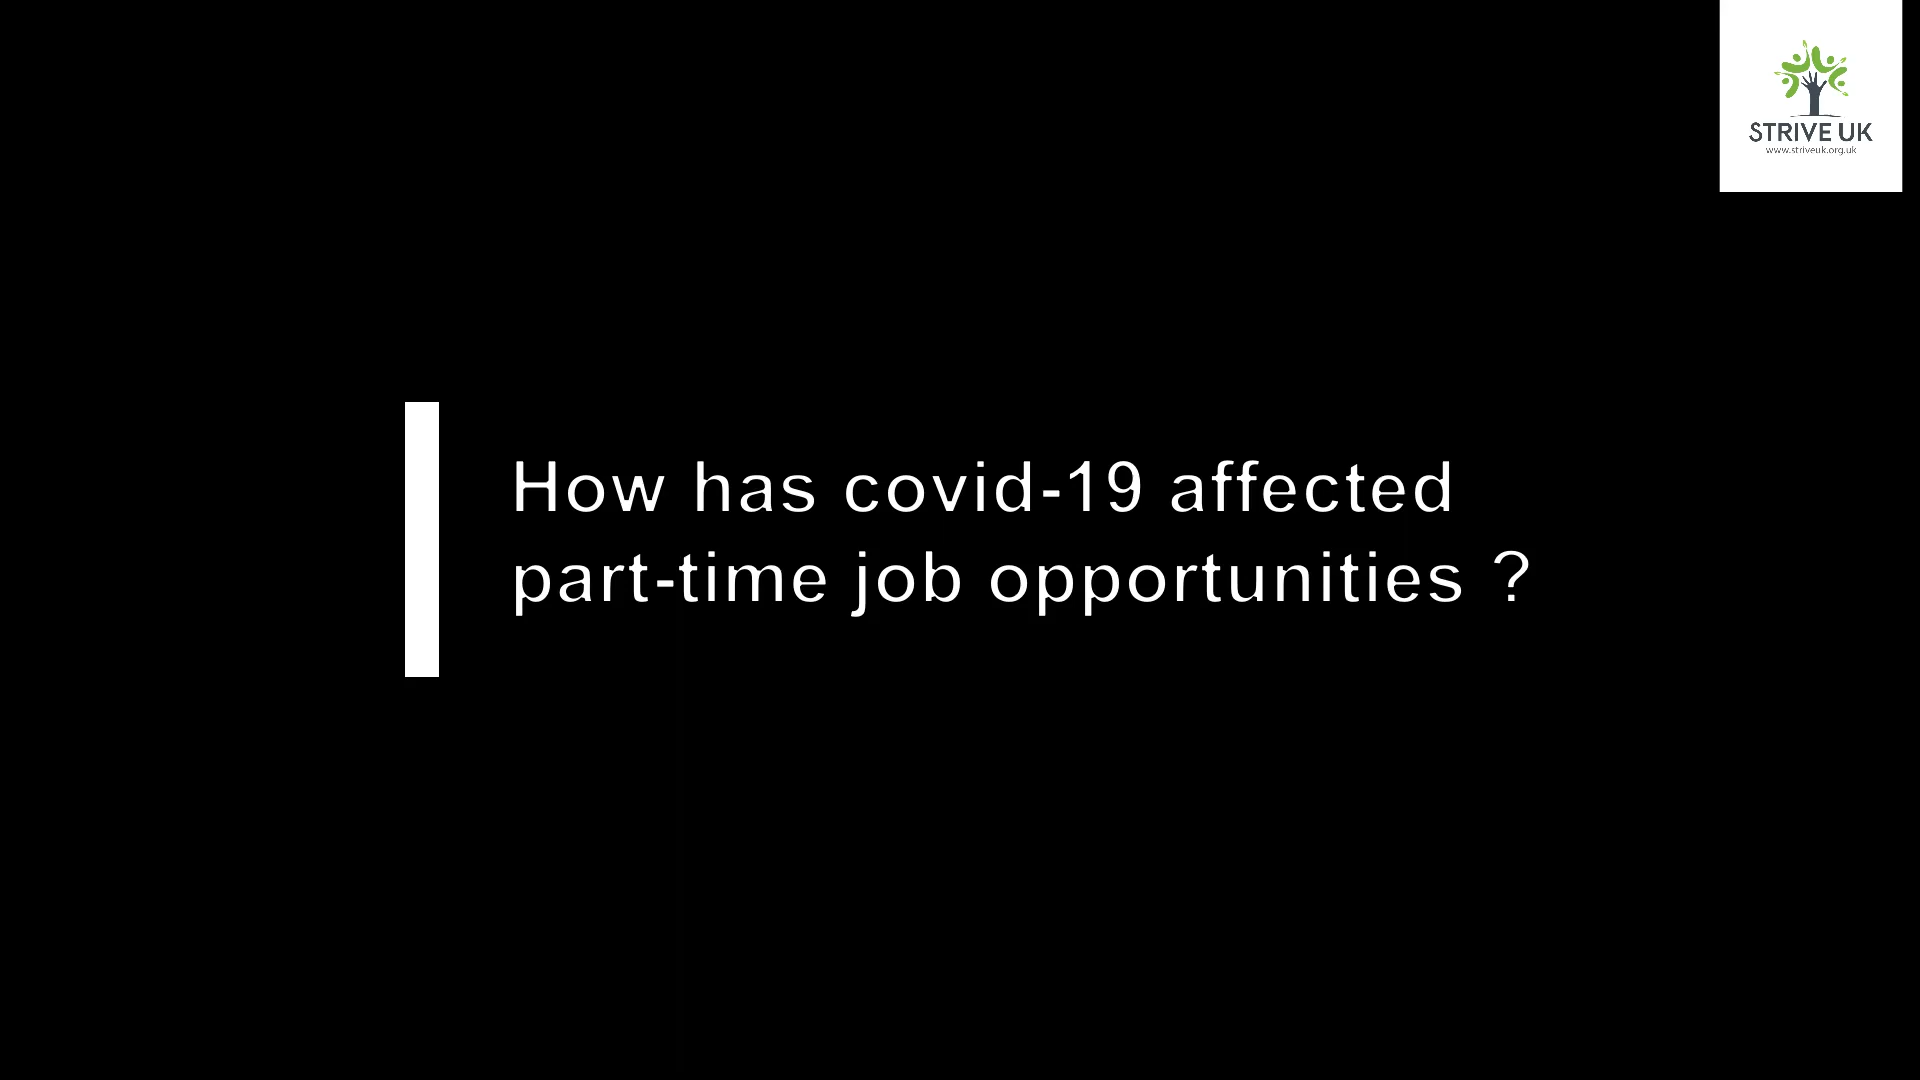 STRIVE UK
www.striveuk.org.uk
How has covid-19 affected
part-time job opportunities ?